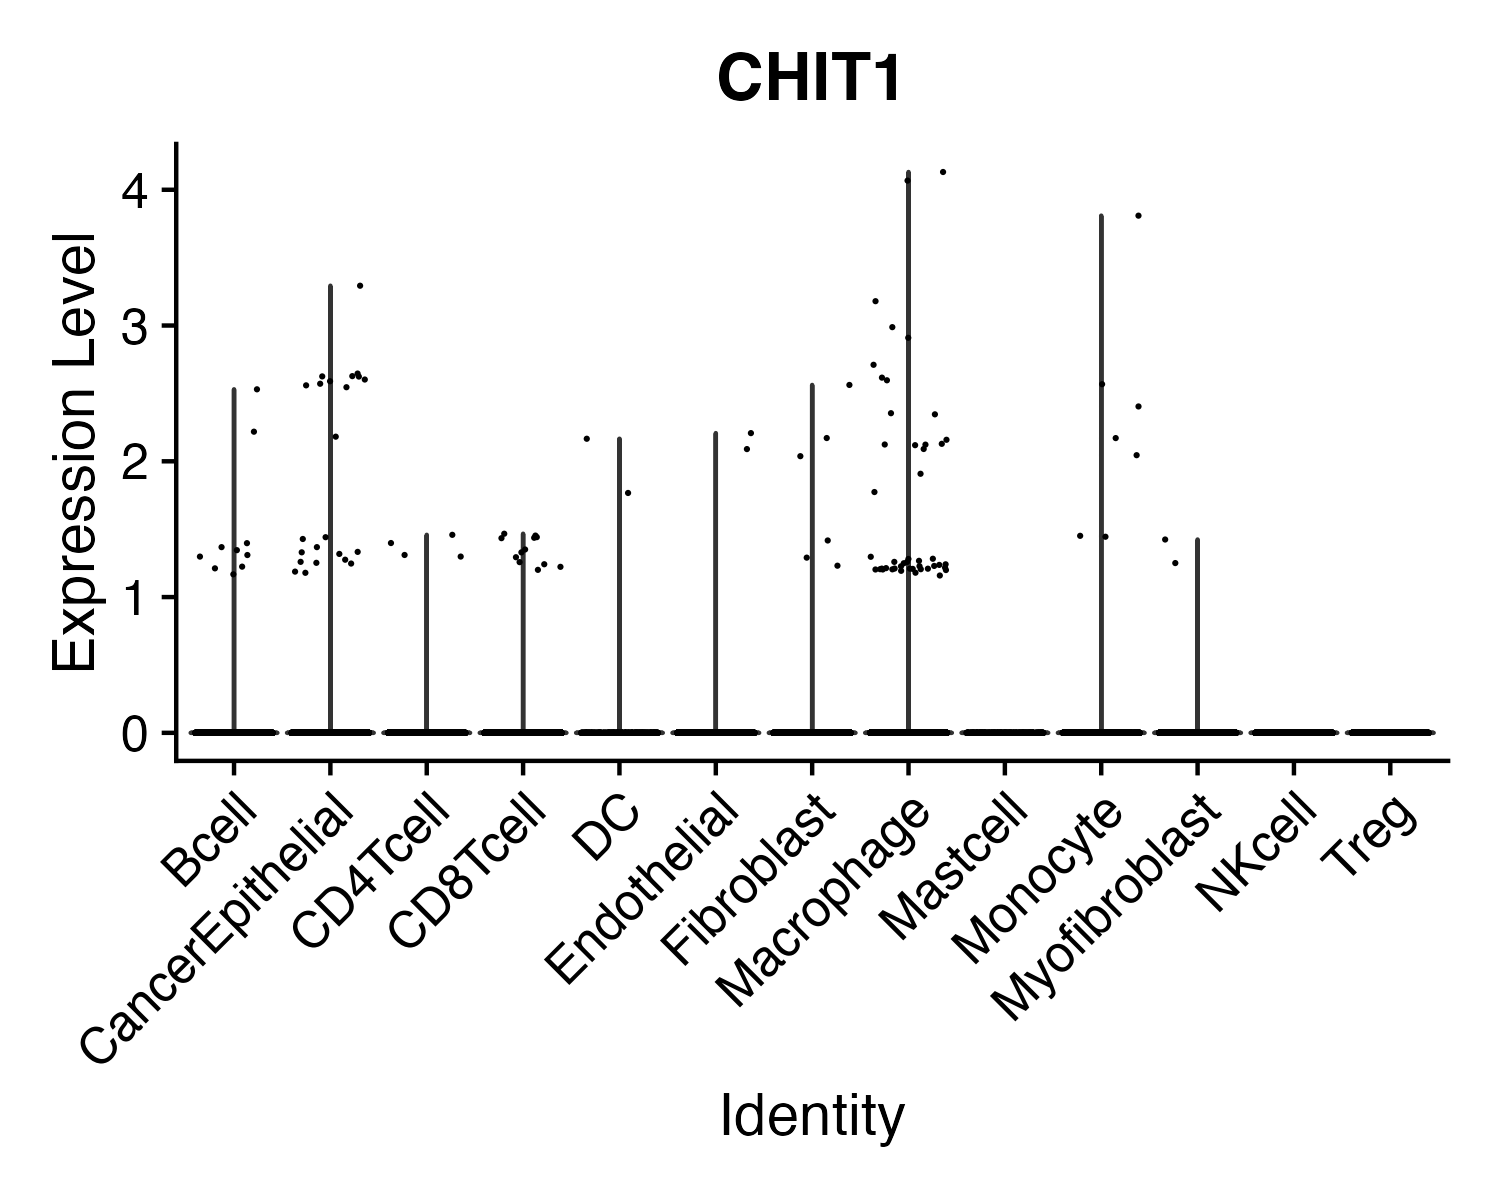 CHIT1
Expression Level
4
3
2
1
0
Bcell
CancerEpithelial
CD4Tcell
CD8Tcell
DC
Endothelial
Fibroblast
Macrophage
Mastcell
Monocyte
Myofibroblast
NKcell
Treg
Identity